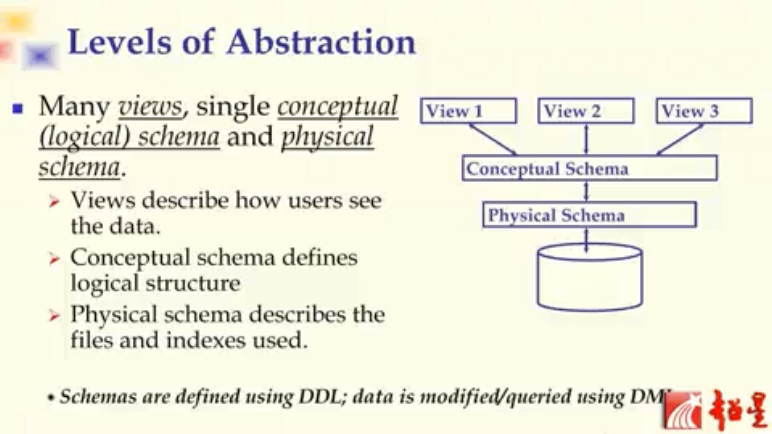 Levels of Abstraction
Many views, single conceptual
(logical) schema and physical
schema.
Views describe how users see
the data.
Conceptual schema defines
logical structure
Physical schema describes the
files and indexes used.
View 1
View 2
View 3
Conceptual Schema
Physical Schema
• Schemas are defined using DDL; data is modified/queried using DM
超星